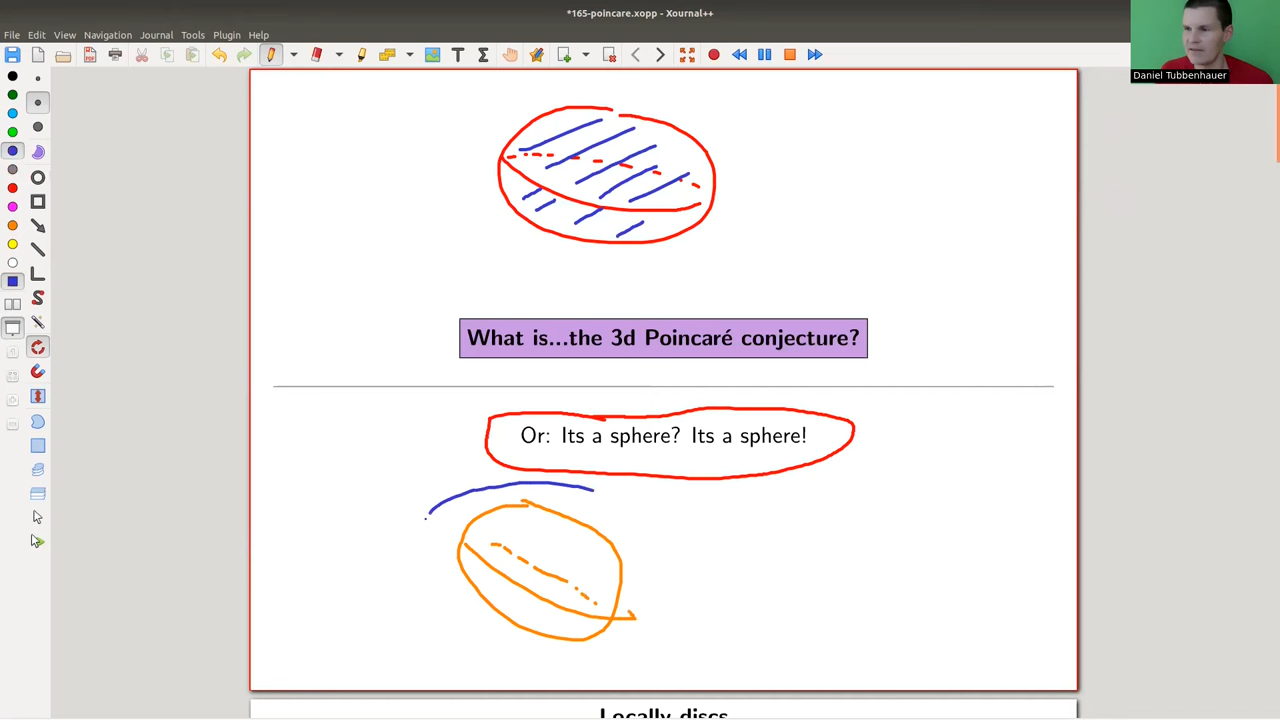 *165-poincare.xopp - Xournal++
File Edit View Navigation Journal Tools Plugin Help
Daniel Tubbenhauer
What is...the 3d Poincaré conjecture?
Or: Its a sphere? Its a sphere!
Locally discs